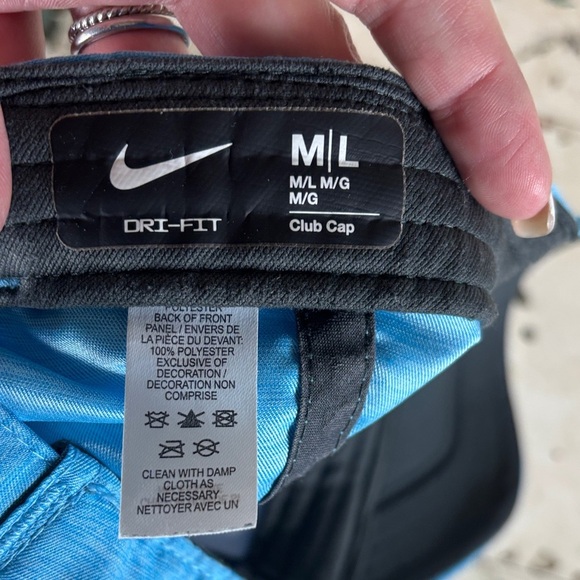 M|L
M/L M/G
M/G
DRI-FIT
Club Cap
POLYESTER
BACK OF FRONT
PANEL / ENVERS DE
LA PIÈCE DU DEVANT:
100% POLYESTER
EXCLUSIVE OF
DECORATION /
DECORATION NON
COMPRISE
CLEAN WITH DAMP
CLOTH AS
NECESSARY
NETTOYER AVEC UN